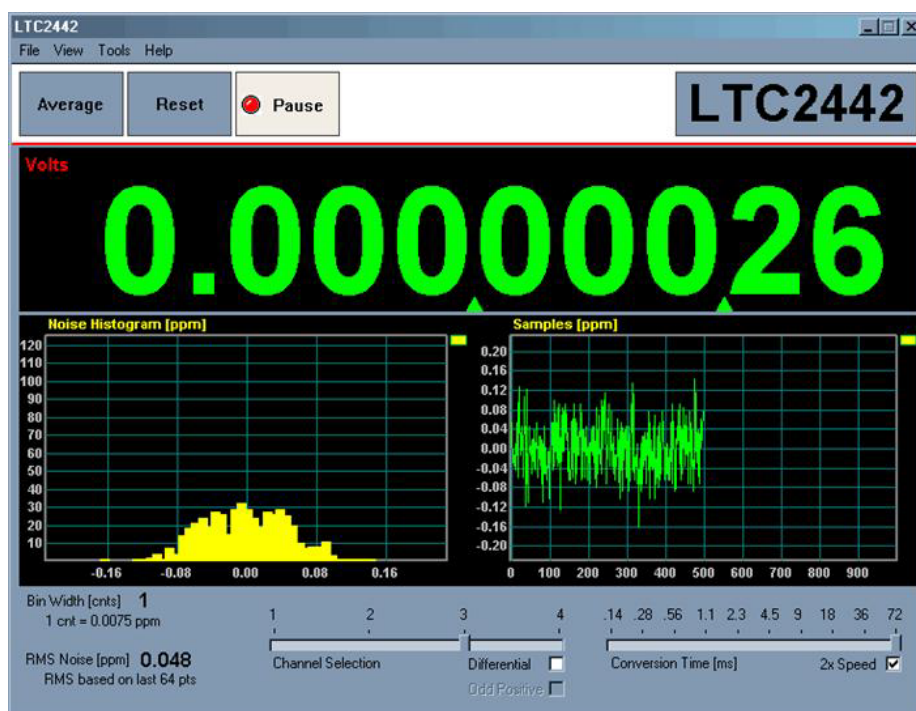 LTC2442
File View Tools Help
Average Reset Pause LTC2442
Volts
0.00000026
Noise Histogram [ppm]
120
110
100
90
80
70
60
50
40
30
20
10
-0.16 -0.08 0.00 0.08 0.16
Samples [ppm]
0.20
0.16
0.12
0.08
0.04
0.00
-0.04
-0.08
-0.12
-0.16
-0.20
0 100 200 300 400 500 600 700 800 900
Bin Width [cnts] 1
1 cnt = 0.0075 ppm
RMS Noise [ppm] 0.048
RMS based on last 64 pts
1 2 3 4
Channel Selection Differential
Odd Positive
.14 .28 .56 1.1 2.3 4.5 9 18 36 72
Conversion Time [ms] 2x Speed